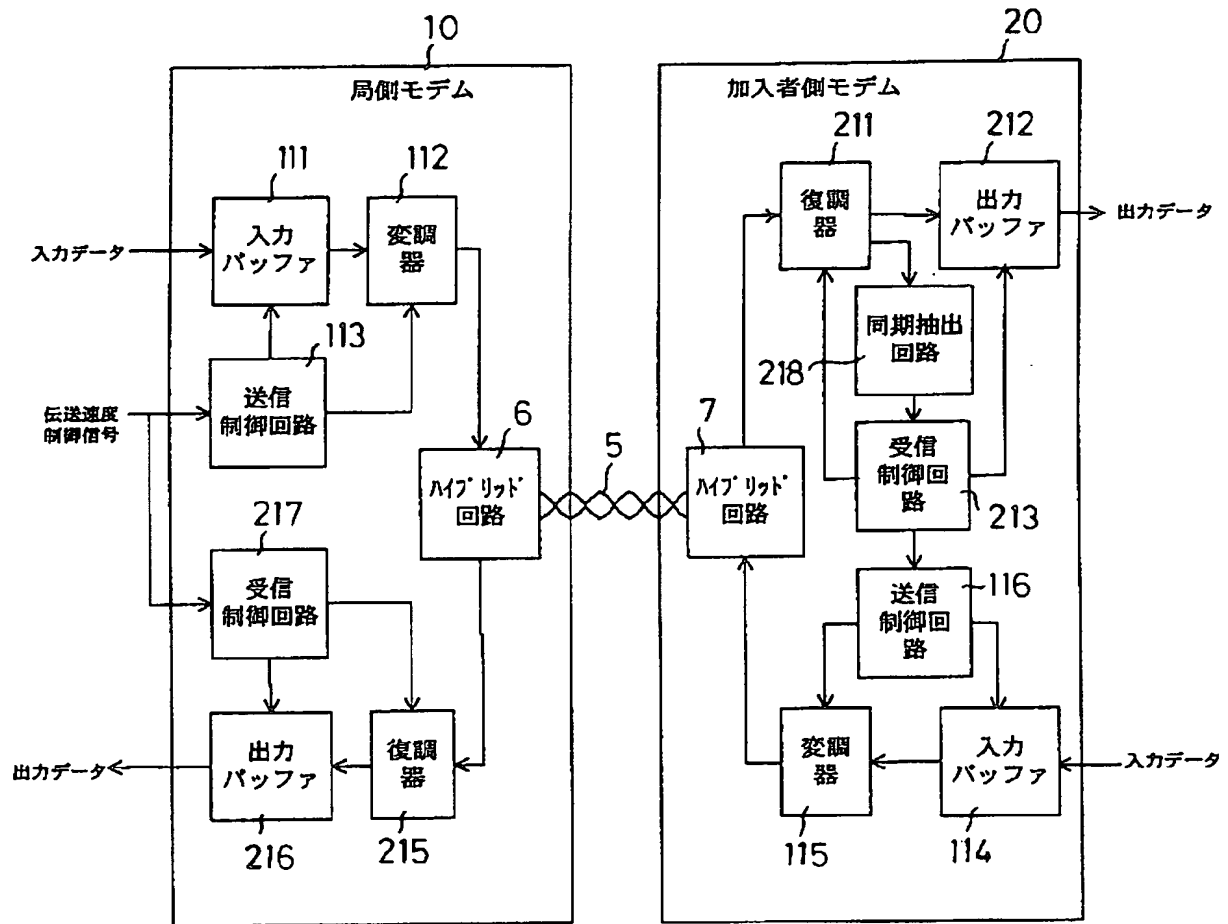 10
20
局側モデム
加入者側モデム
111
112
入力データ
入力
バッファ
変調
器
113
伝送速度
制御信号
送信
制御回路
6
ハイブリッド
回路
5
217
受信
制御回路
出力データ
出力
バッファ
復調
器
216
215
211
212
復調
器
出力
バッファ
出力データ
同期抽出
回路
218
7
ハイブリッド
回路
受信
制御回
路
213
送信
制御回
路
116
変調
器
入力
バッファ
入力データ
115
114